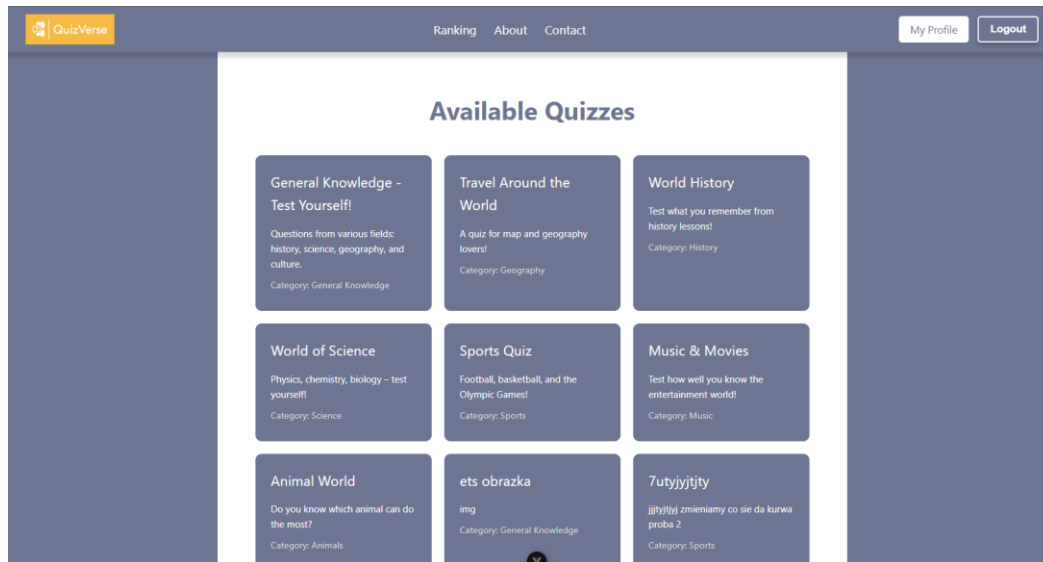 QuizVerse
Ranking About Contact
My Profile
Logout
Available Quizzes
General Knowledge -
Test Yourself!
Questions from various fields:
history, science, geography, and
culture.
Category: General Knowledge
Travel Around the
World
A quiz for map and geography
lovers!
Category: Geography
World History
Test what you remember from
history lessons!
Category: History
World of Science
Physics, chemistry, biology – test
yourself!
Category: Science
Sports Quiz
Football, basketball, and the
Olympic Games!
Category: Sports
Music & Movies
Test how well you know the
entertainment world!
Category: Music
Animal World
Do you know which animal can do
the most?
Category: Animals
ets obrazka
img
Category: General Knowledge
7utyjyjtjty
zmieniamy co sie da kurwa
proba 2
Category: Sports